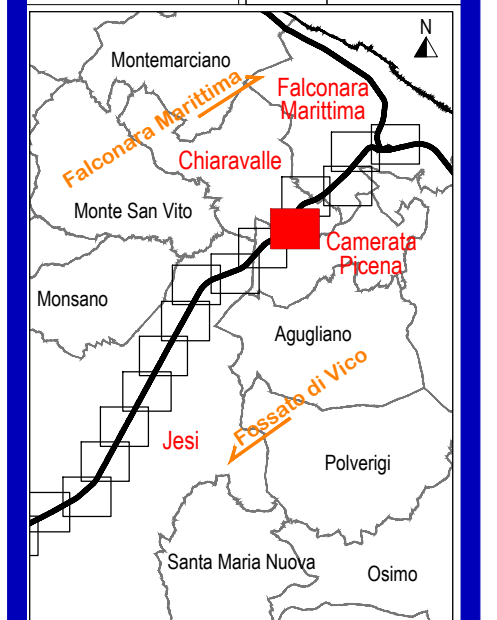 N
Montemarciano
Falconara Marittima
Falconara
Marittima
Chiaravalle
Monte San Vito
Camerata
Picena
Monsano
Agugliano
Fossato di Vico
Jesi
Polverigi
Santa Maria Nuova
Osimo